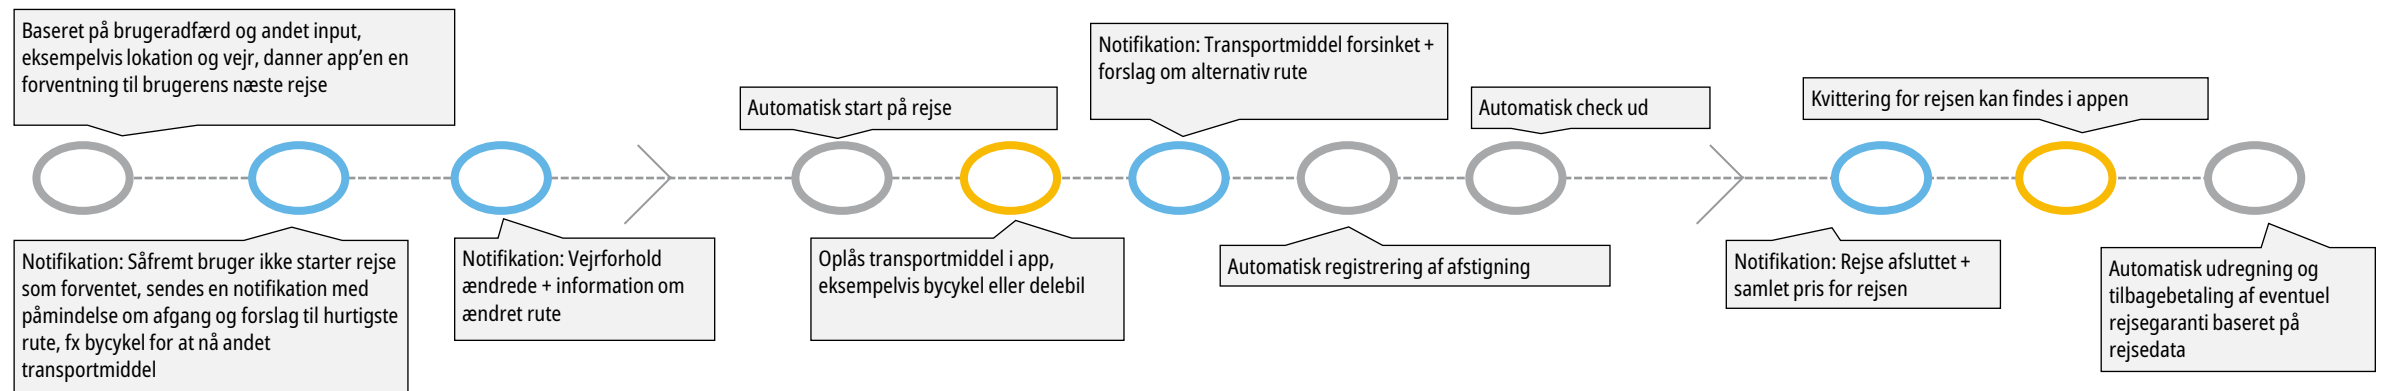 Baseret på brugeradfærd og andet input,
eksempelvis lokation og vejr, danner app'en en
forventning til brugerens næste rejse
Notifikation: Såfremt bruger ikke starter rejse
som forventet, sendes en notifikation med
påmindelse om afgang og forslag til hurtigste
rute, fx bycykel for at nå andet
transportmiddel
Notifikation: Vejrforhold
ændrede + information om
ændret rute
Automatisk start på rejse
Oplås transportmiddel i app,
eksempelvis bycykel eller delebil
Notifikation: Transportmiddel forsinket +
forslag om alternativ rute
Automatisk registrering af afstigning
Automatisk check ud
Notifikation: Rejse afsluttet +
samlet pris for rejsen
Kvittering for rejsen kan findes i appen
Automatisk udregning og
tilbagebetaling af eventuel
rejsegaranti baseret på
rejsedata